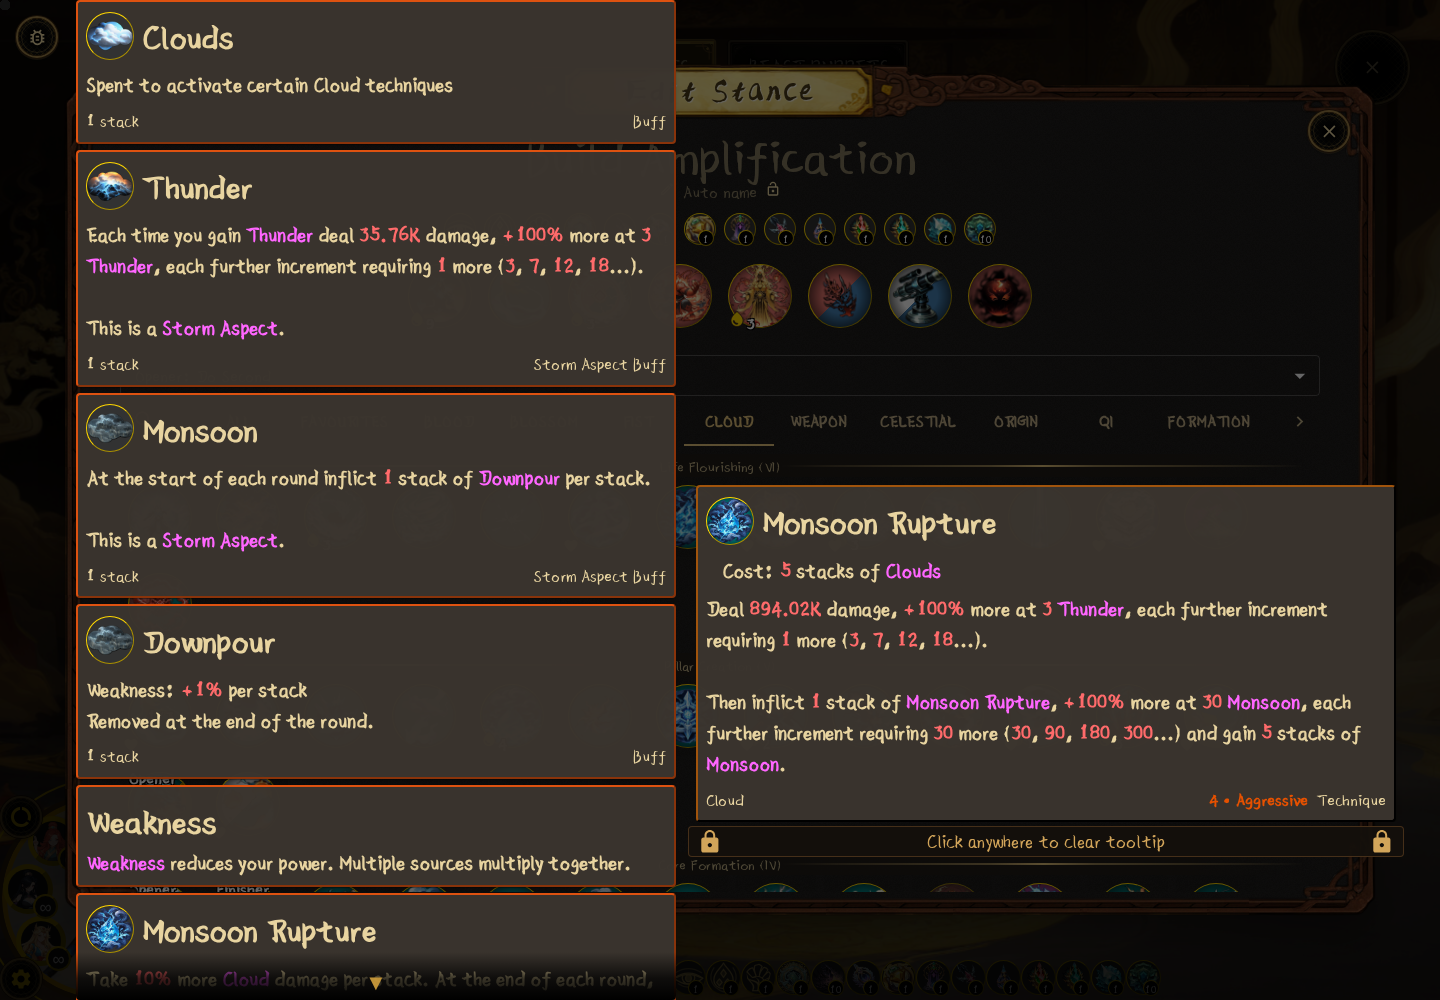 Clouds
Spent to activate certain Cloud techniques
1 stack
Buff
Thunder
Each time you gain Thunder deal 35.76K damage, +100% more at 3
Thunder, each further increment requiring 1 more (3, 7, 12, 18...).
This is a Storm Aspect.
1 stack
Storm Aspect Buff
Monsoon
At the start of each round inflict 1 stack of Downpour per stack.
This is a Storm Aspect.
1 stack
Storm Aspect Buff
Downpour
Weakness: +1% per stack
Removed at the end of the round.
1 stack
Buff
Weakness
Weakness reduces your power. Multiple sources multiply together.
Monsoon Rupture
Take 10% more Cloud damage per stack. At the end of each round,
Stance
Amplification
Auto name
3
CLOUD
WEAPON
CELESTIAL
ORIGIN
QI
FORMATION
Flourishing (VI)
Monsoon Rupture
Cost: 5 stacks of Clouds
Deal 894.02K damage, +100% more at 3 Thunder, each further increment
requiring 1 more (3, 7, 12, 18...).
Then inflict 1 stack of Monsoon Rupture, +100% more at 30 Monsoon, each
further increment requiring 30 more (30, 90, 180, 300...) and gain 5 stacks of
Monsoon.
Cloud
4 • Aggressive Technique
Click anywhere to clear tooltip
Formation (IV)
Opener
Finisher